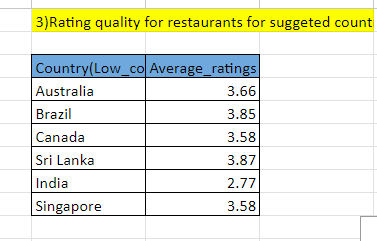 3)Rating quality for restaurants for suggeted count
Country(Low_co Average_ratings
Australia 3.66
Brazil 3.85
Canada 3.58
Sri Lanka 3.87
India 2.77
Singapore 3.58